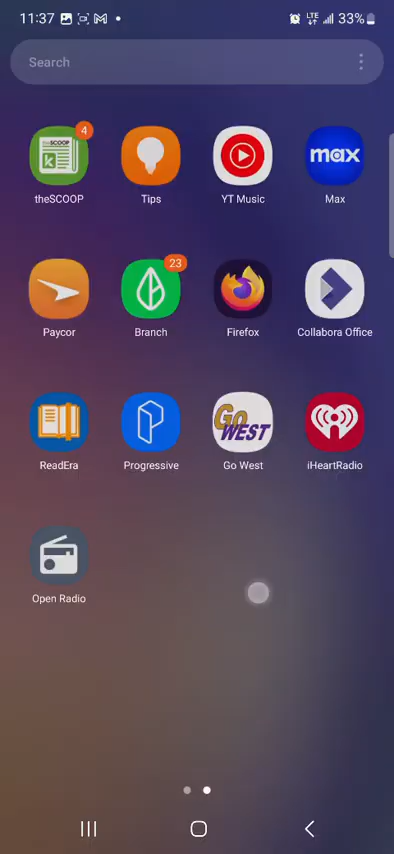 11:37 LTE 33%
Search
4
theSCOOP k max
theSCOOP Tips YT Music Max
23
Paycor Branch Firefox Collabora Office
Go WEST
ReadEra Progressive Go West iHeartRadio
Open Radio